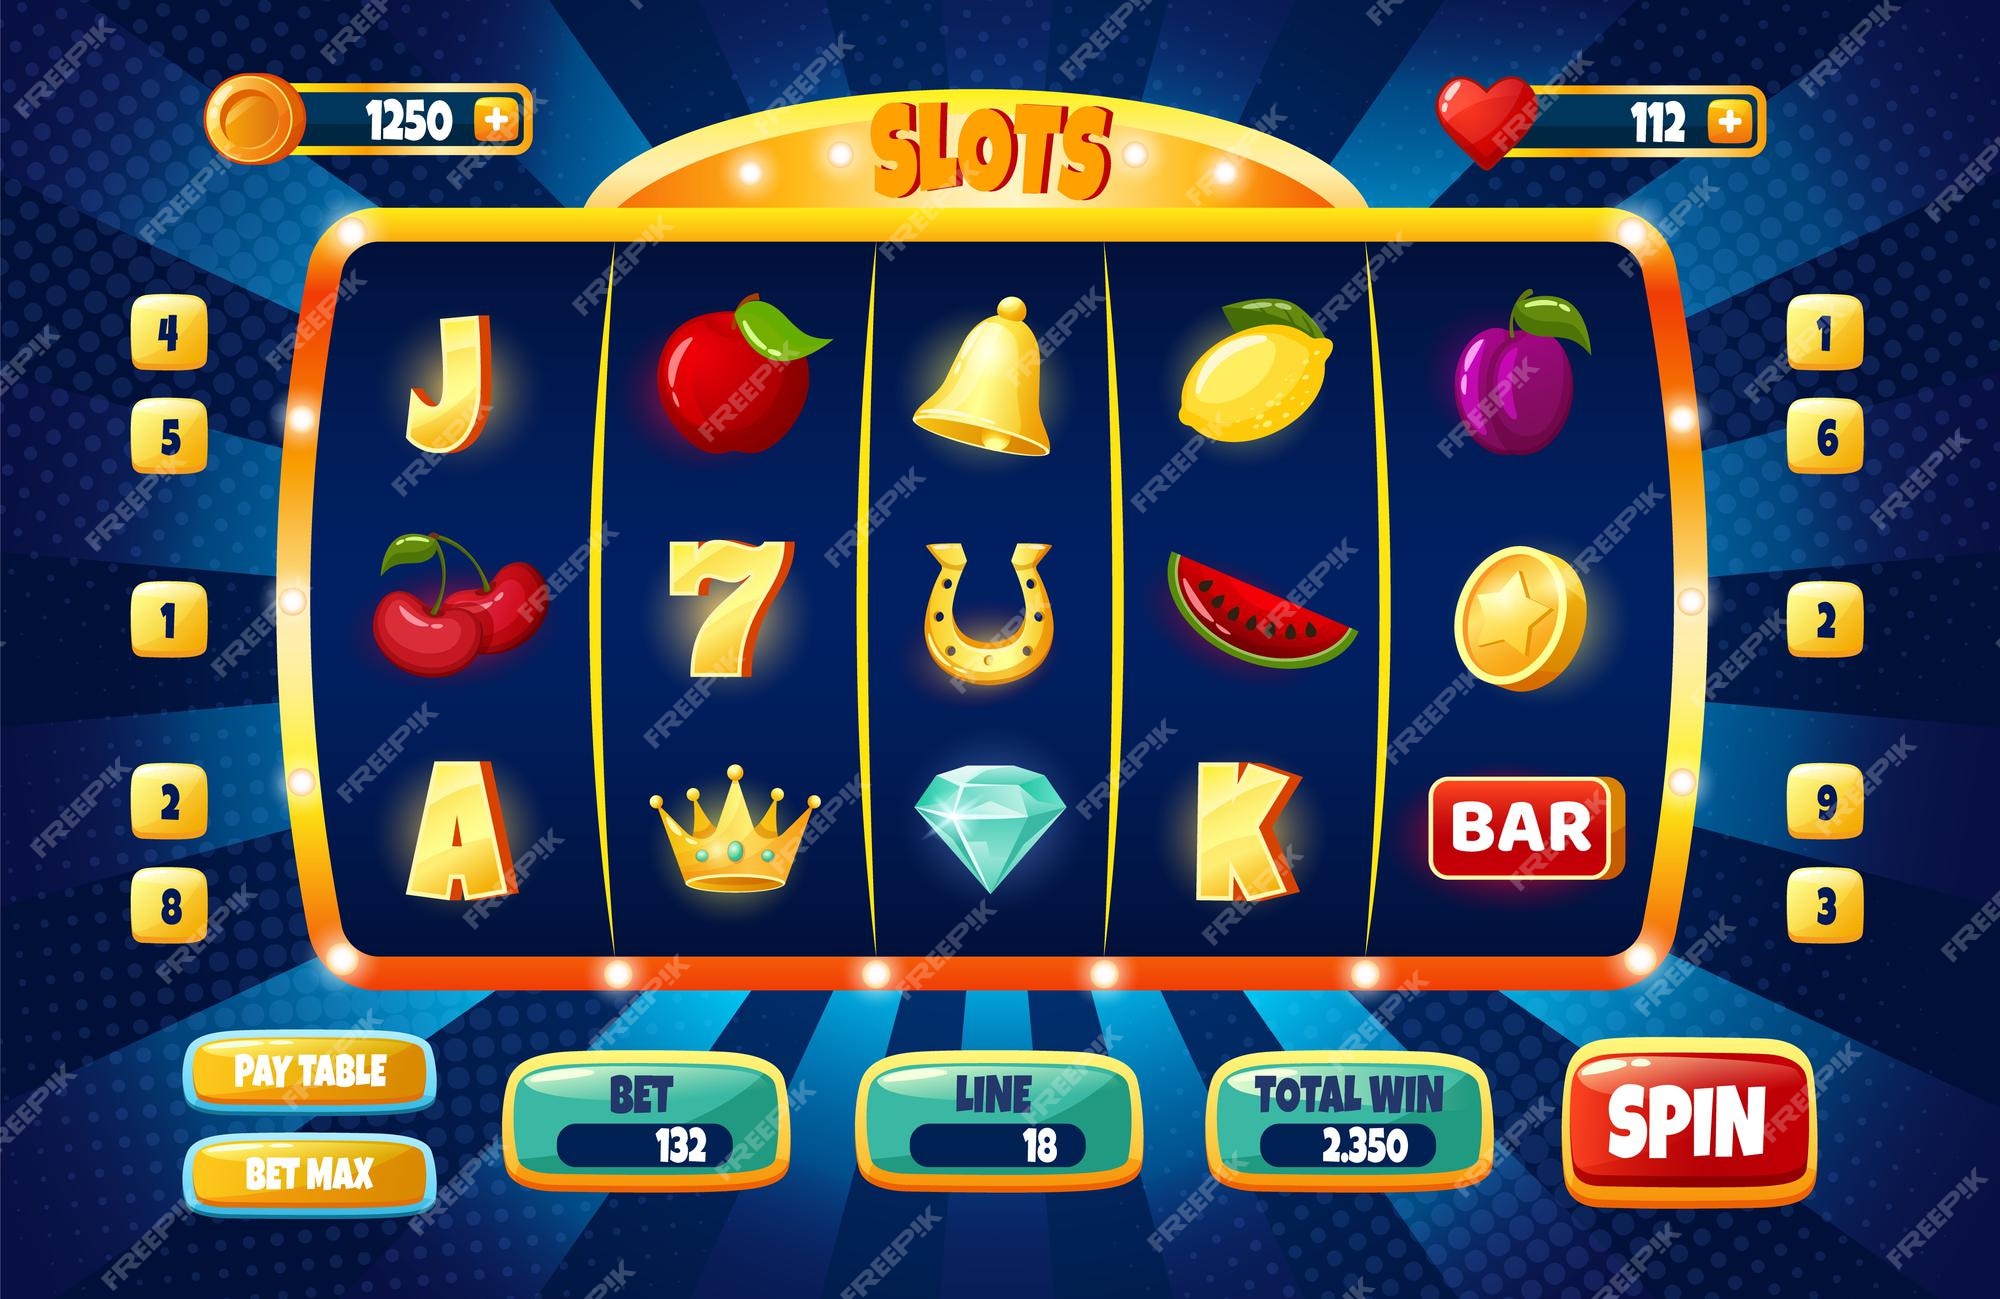 1250 +
SLOTS
112 +
4
1
5
6
J
7
1
2
2
9
A
K
BAR
8
3
PAY TABLE
BET
132
LINE
18
TOTAL WIN
2.350
SPIN
BET MAX
FREEPIK